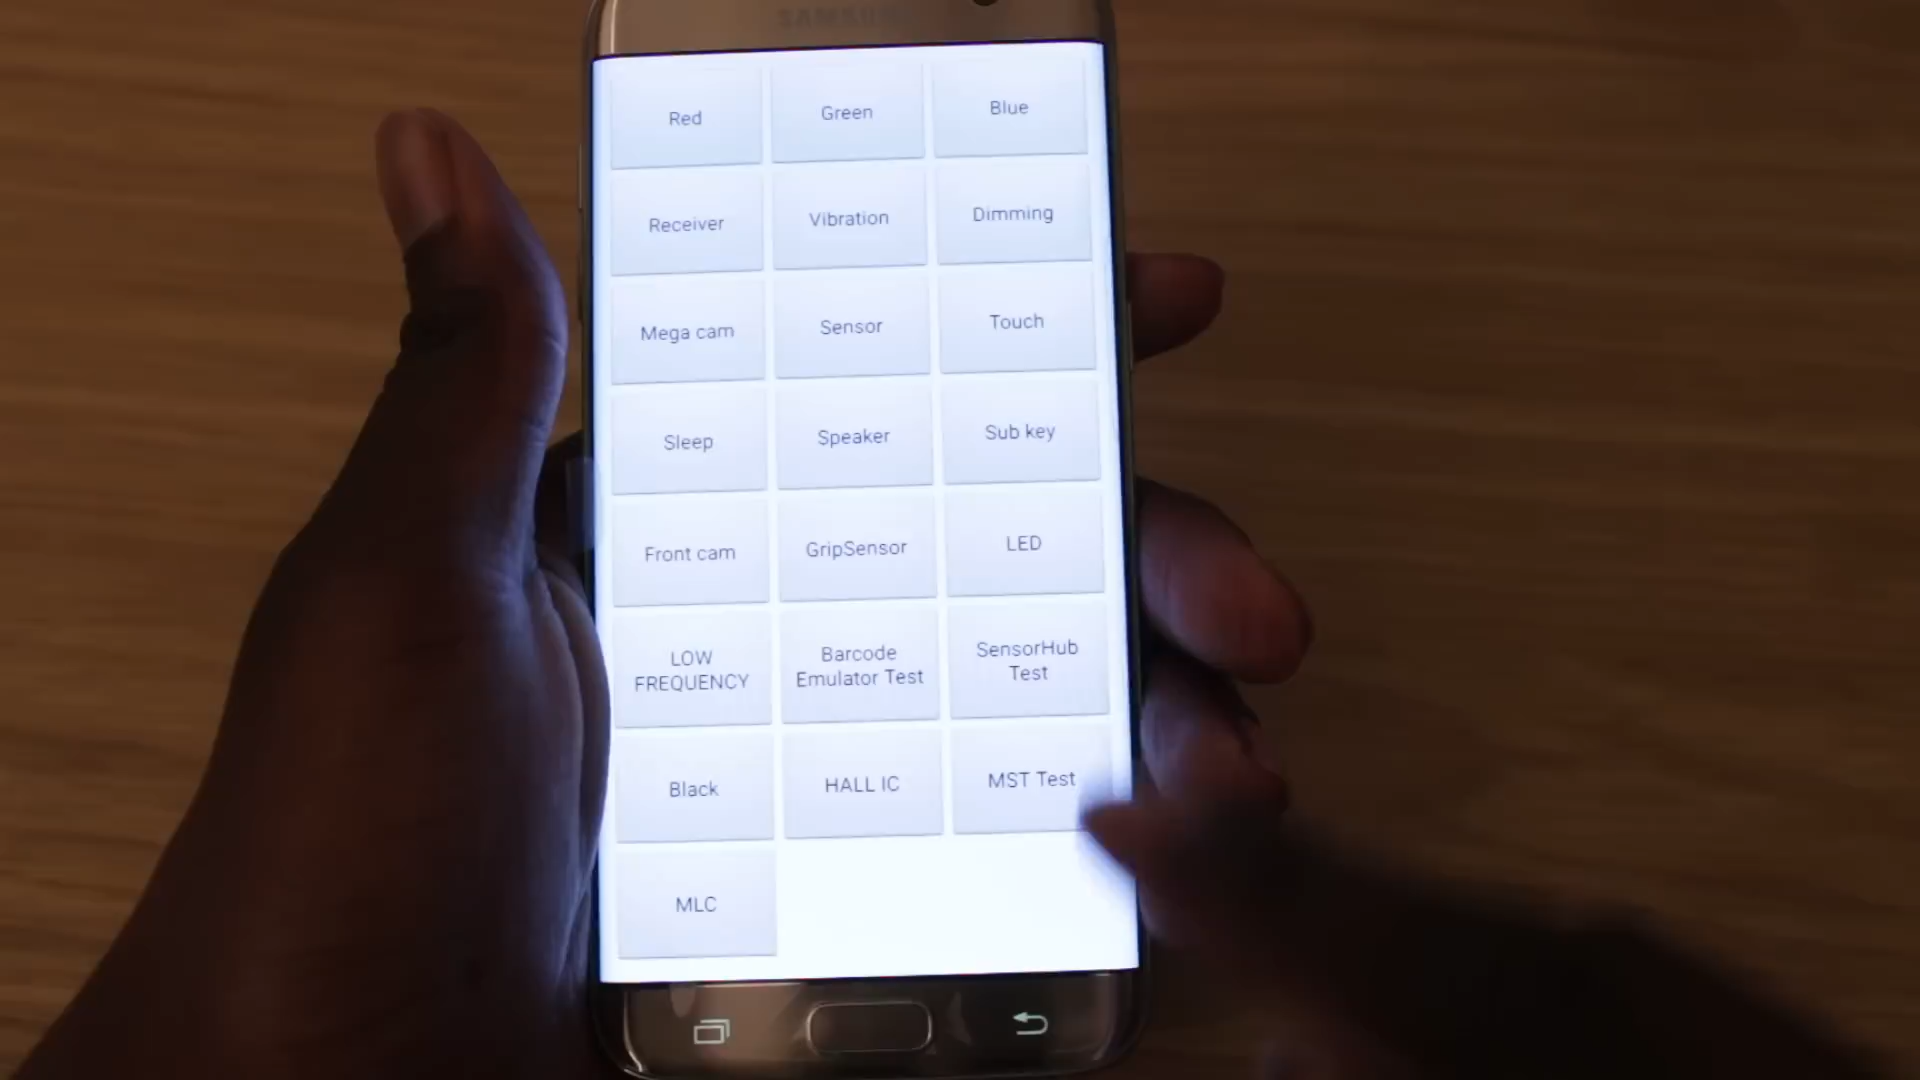 SAMSUNG
Red
Green
Blue
Receiver
Vibration
Dimming
Mega cam
Sensor
Touch
Sleep
Speaker
Sub key
Front cam
GripSensor
LED
LOW
FREQUENCY
Barcode
Emulator Test
SensorHub
Test
Black
HALL IC
MST Test
MLC